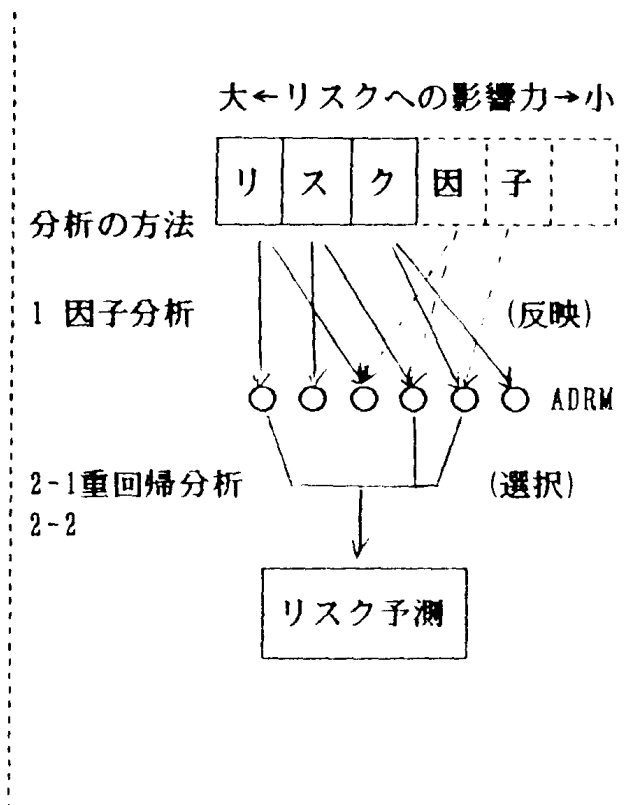 大←リスクへの影響力→小
リスク因子
分析の方法
1 因子分析 (反映)
ADRM
2-1重回帰分析 (選択)
2-2
リスク予測